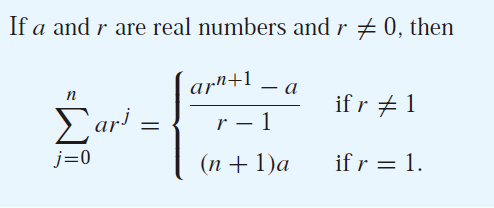 If a and r are real numbers and r ≠ 0, then
∑_{j=0}^{n} ar^j = { (ar^{n+1} − a)/(r − 1) if r ≠ 1
(n + 1)a if r = 1.